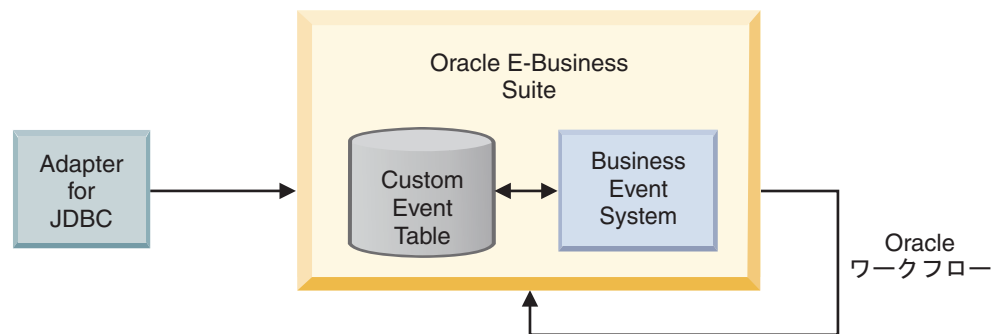 Oracle E-Business
Suite
Adapter
for
JDBC
Custom
Event
Table
Business
Event
System
Oracle
ワークフロー